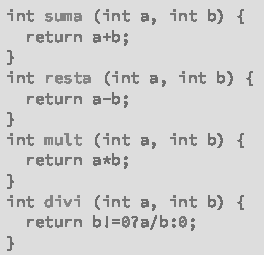 int suma (int a, int b) {
  return a+b;
}
int resta (int a, int b) {
  return a-b;
}
int mult (int a, int b) {
  return a*b;
}
int divi (int a, int b) {
  return b!=0?a/b:0;
}